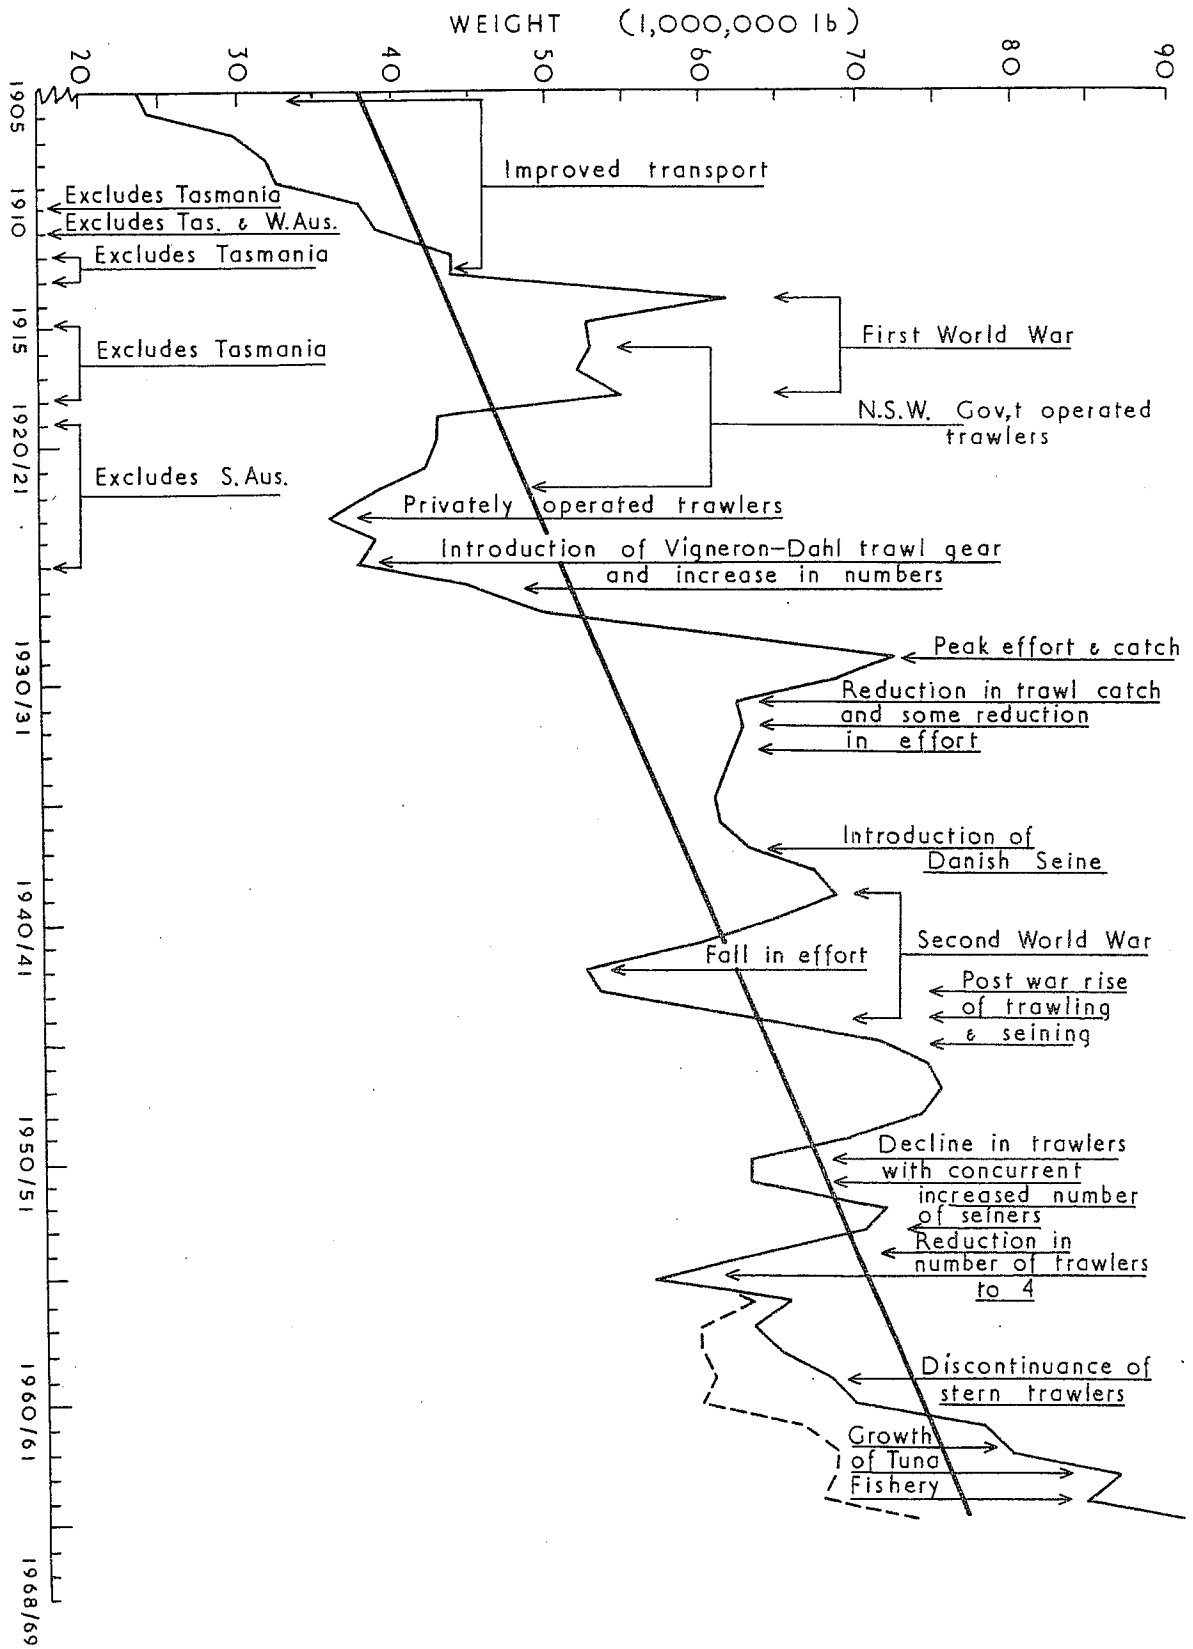 WEIGHT (1,000,000 lb)
20
30
40
50
60
70
80
90
1905
1910
1915
1920/21
1930/31
1940/41
1950/51
1960/61
1968/69
Improved transport
Excludes Tasmania
Excludes Tas. & W.Aus.
Excludes Tasmania
First World War
Excludes Tasmania
N.S.W. Gov,t operated
trawlers
Excludes S.Aus.
Privately operated trawlers
Introduction of Vigneron-Dahl trawl gear
and increase in numbers
Peak effort & catch
Reduction in trawl catch
and some reduction
in effort
Introduction of
Danish Seine
Second World War
Fall in effort
Post war rise
of trawling
& seining
Decline in trawlers
with concurrent
increased number
of seiners
Reduction in
number of trawlers
to 4
Discontinuance of
stern trawlers
Growth
of Tuna
Fishery